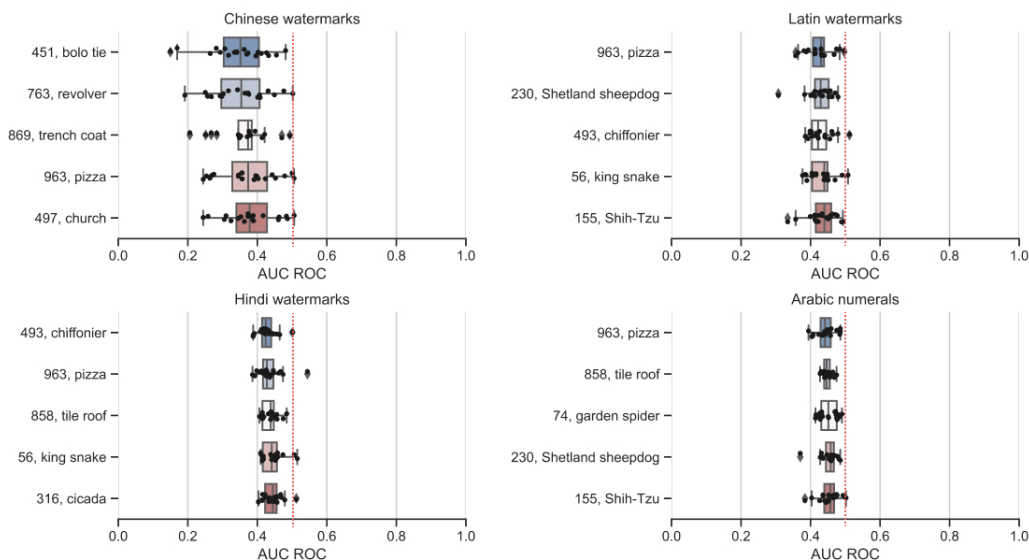 Chinese watermarks
451, bolo tie
763, revolver
869, trench coat
963, pizza
497, church
0.0 0.2 0.4 0.6 0.8 1.0
AUC ROC
Latin watermarks
963, pizza
230, Shetland sheepdog
493, chiffonier
56, king snake
155, Shih-Tzu
0.0 0.2 0.4 0.6 0.8 1.0
AUC ROC
Hindi watermarks
493, chiffonier
963, pizza
858, tile roof
56, king snake
316, cicada
0.0 0.2 0.4 0.6 0.8 1.0
AUC ROC
Arabic numerals
963, pizza
858, tile roof
74, garden spider
230, Shetland sheepdog
155, Shih-Tzu
0.0 0.2 0.4 0.6 0.8 1.0
AUC ROC